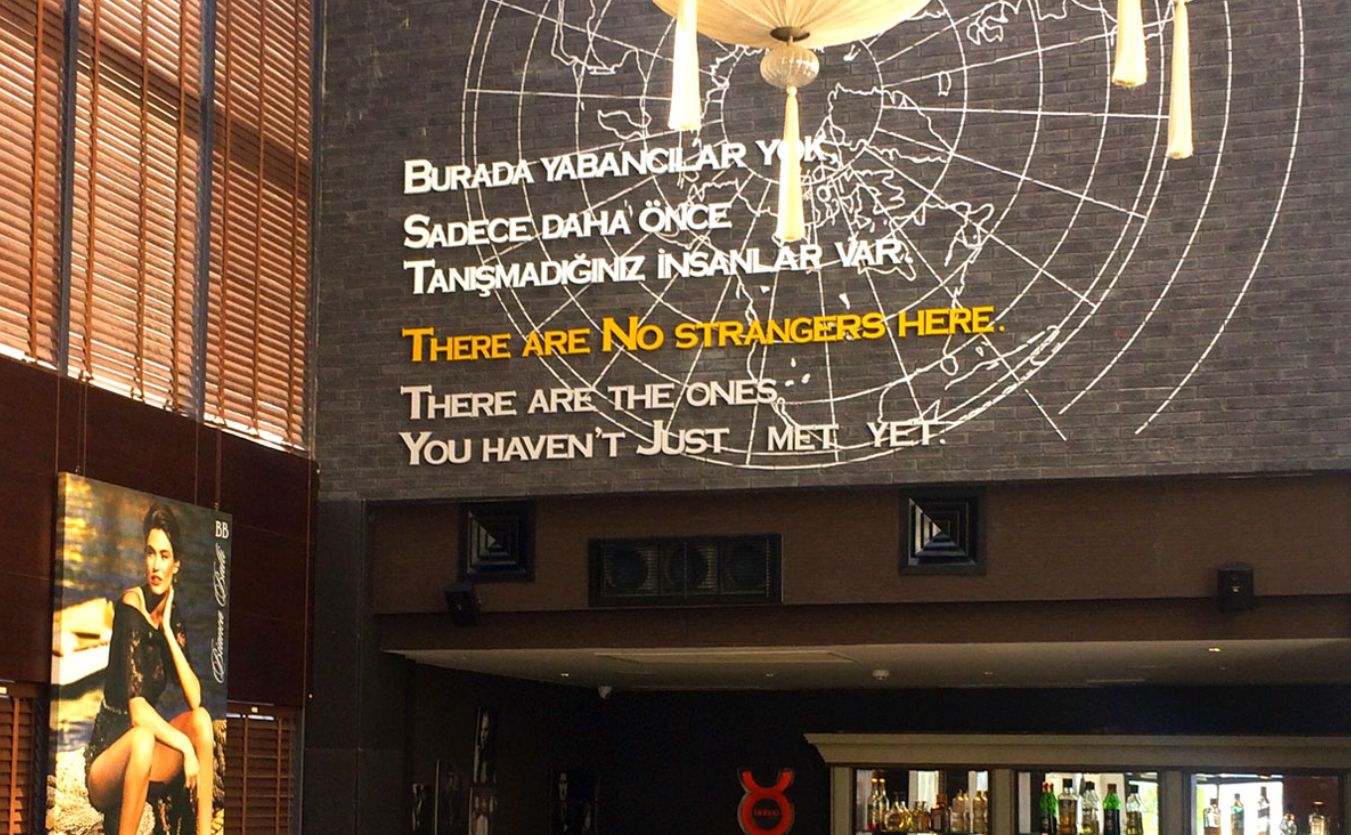 Burada yabancılar yok,
Sadece daha önce
Tanışmadığınız insanlar var.
There are No strangers here.
There are the ones,
You haven't Just met yet.
BB